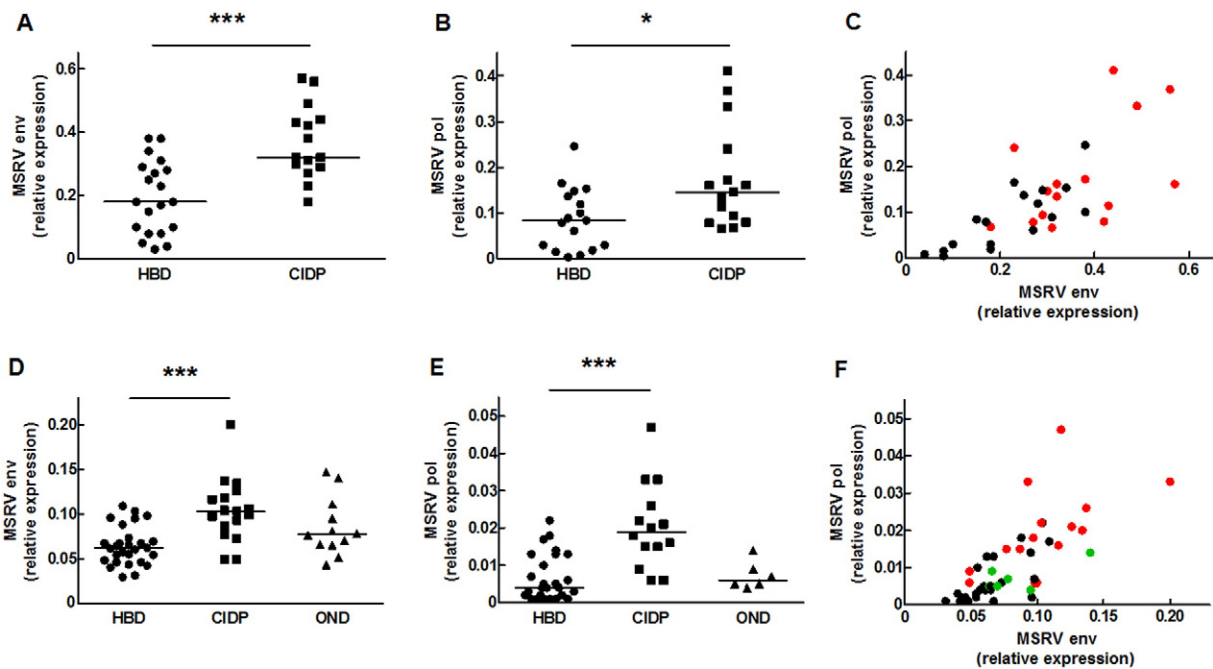 A
***
MSRV env
(relative expression)
0.6
0.4
0.2
0
HBD
CIDP
B
*
MSRV pol
(relative expression)
0.4
0.3
0.2
0.1
0
HBD
CIDP
C
MSRV pol
(relative expression)
0.4
0.3
0.2
0.1
0
0
0.2
0.4
0.6
MSRV env
(relative expression)
D
***
MSRV env
(relative expression)
0.20
0.15
0.10
0.05
0
HBD
CIDP
OND
E
***
MSRV pol
(relative expression)
0.05
0.04
0.03
0.02
0.01
0
HBD
CIDP
OND
F
MSRV pol
(relative expression)
0.05
0.04
0.03
0.02
0.01
0
0
0.05
0.10
0.15
0.20
MSRV env
(relative expression)